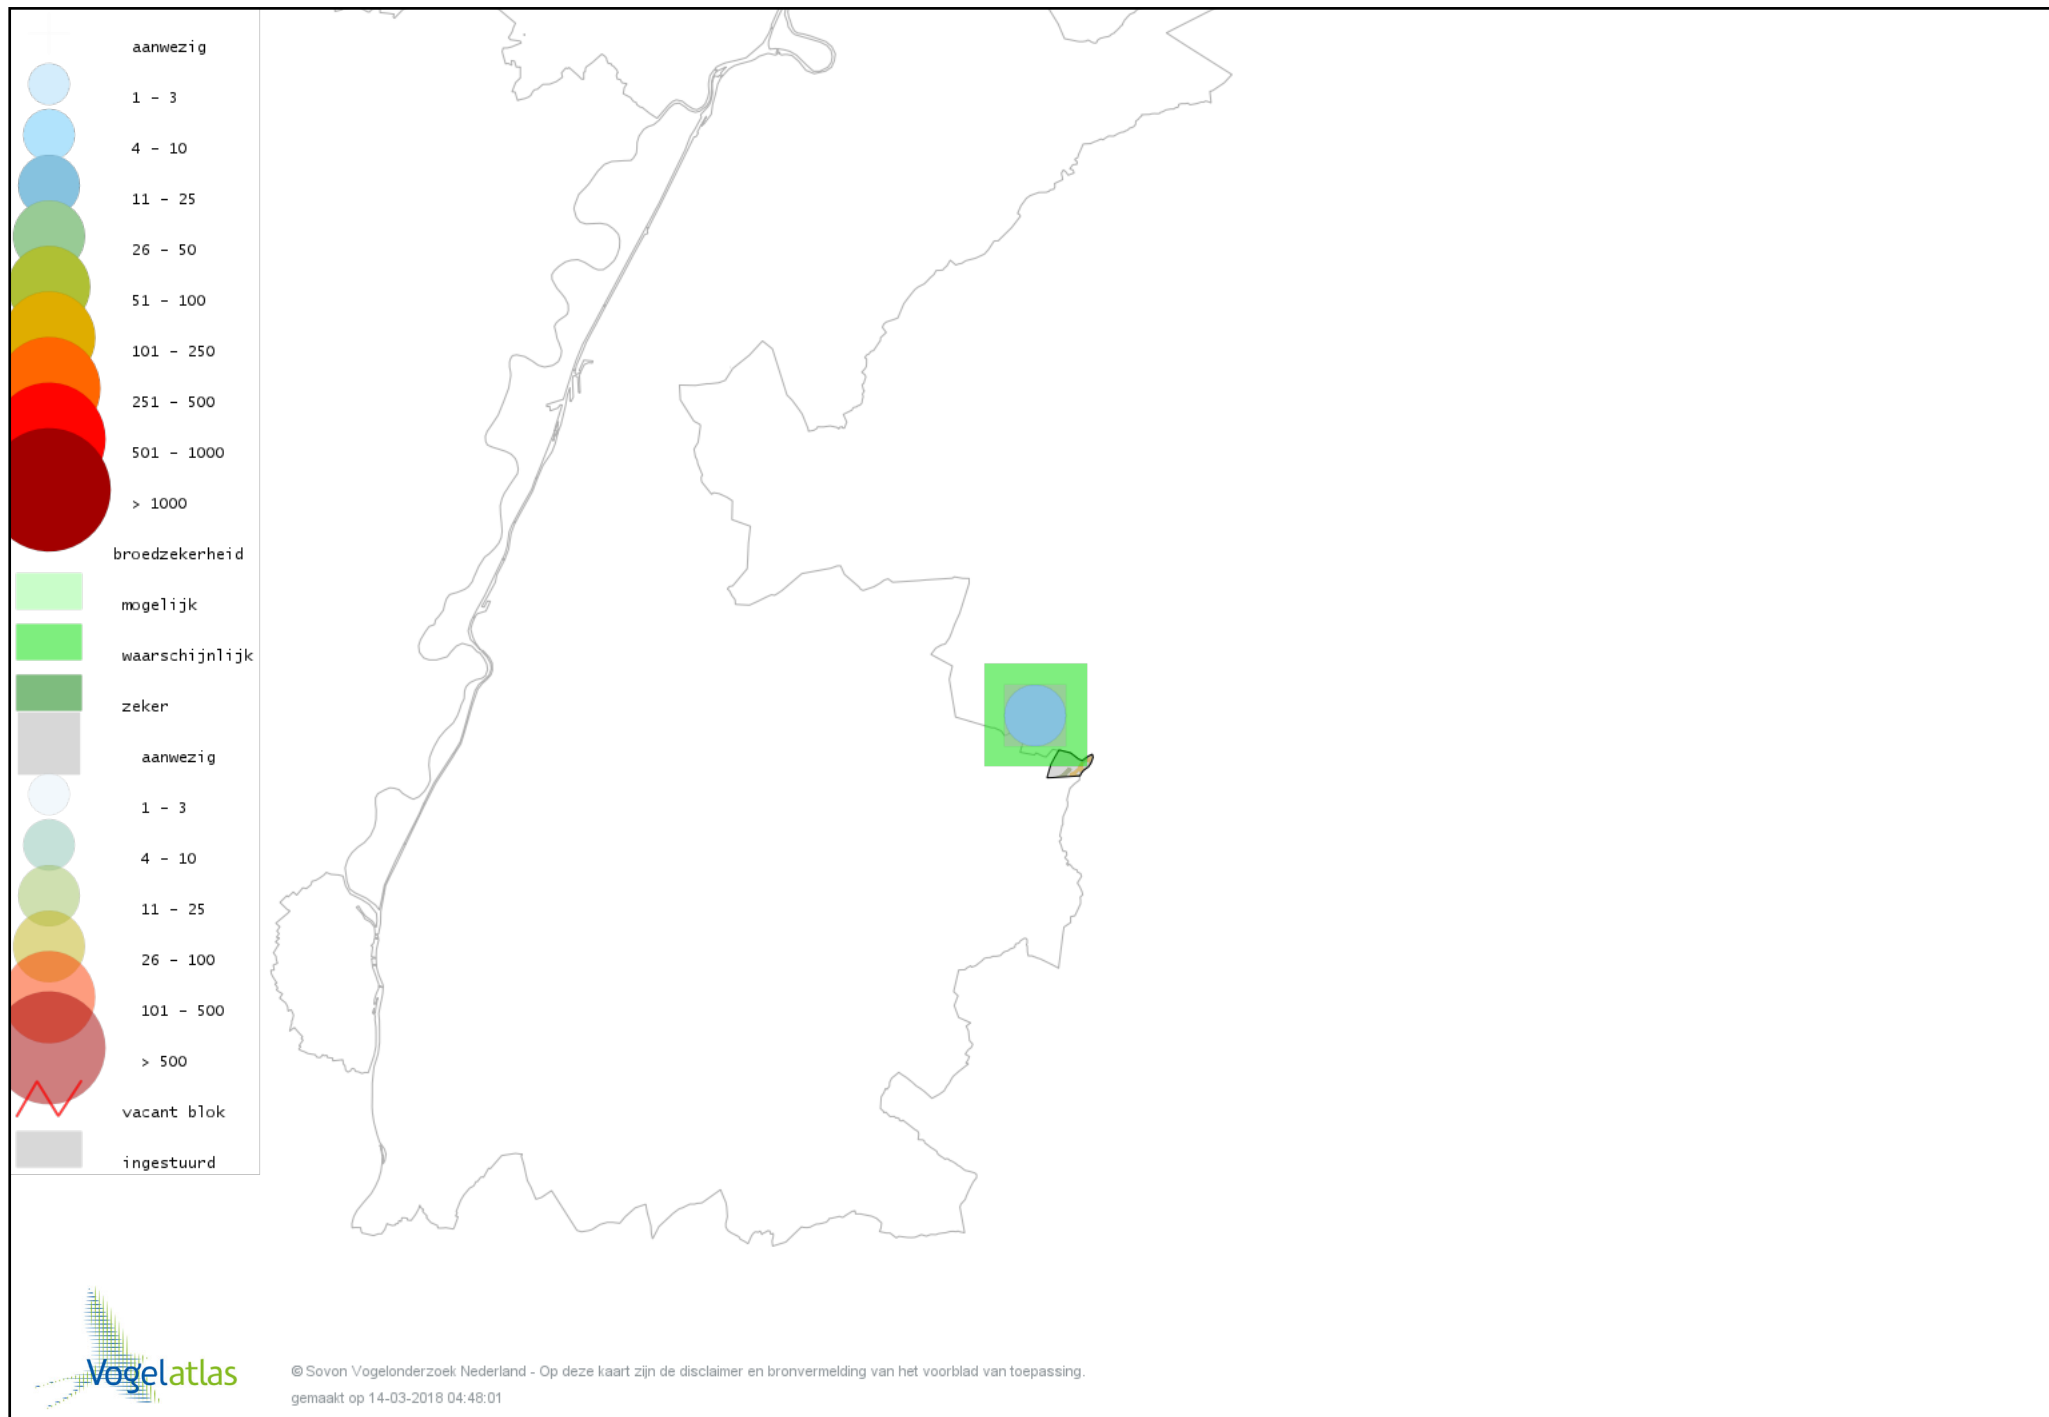 aanwezig
1 - 3
4 - 10
11 - 25
26 - 50
51 - 100
101 - 250
251 - 500
501 - 1000
> 1000
broedzekerheid
mogelijk
waarschijnlijk
zeker
aanwezig
1 - 3
4 - 10
11 - 25
26 - 100
101 - 500
> 500
vacant blok
ingestuurd
Vogelatlas
© Sovon Vogelonderzoek Nederland - Op deze kaart zijn de disclaimer en bronvermelding van het voorblad van toepassing.
gemaakt op 14-03-2018 04:48:01